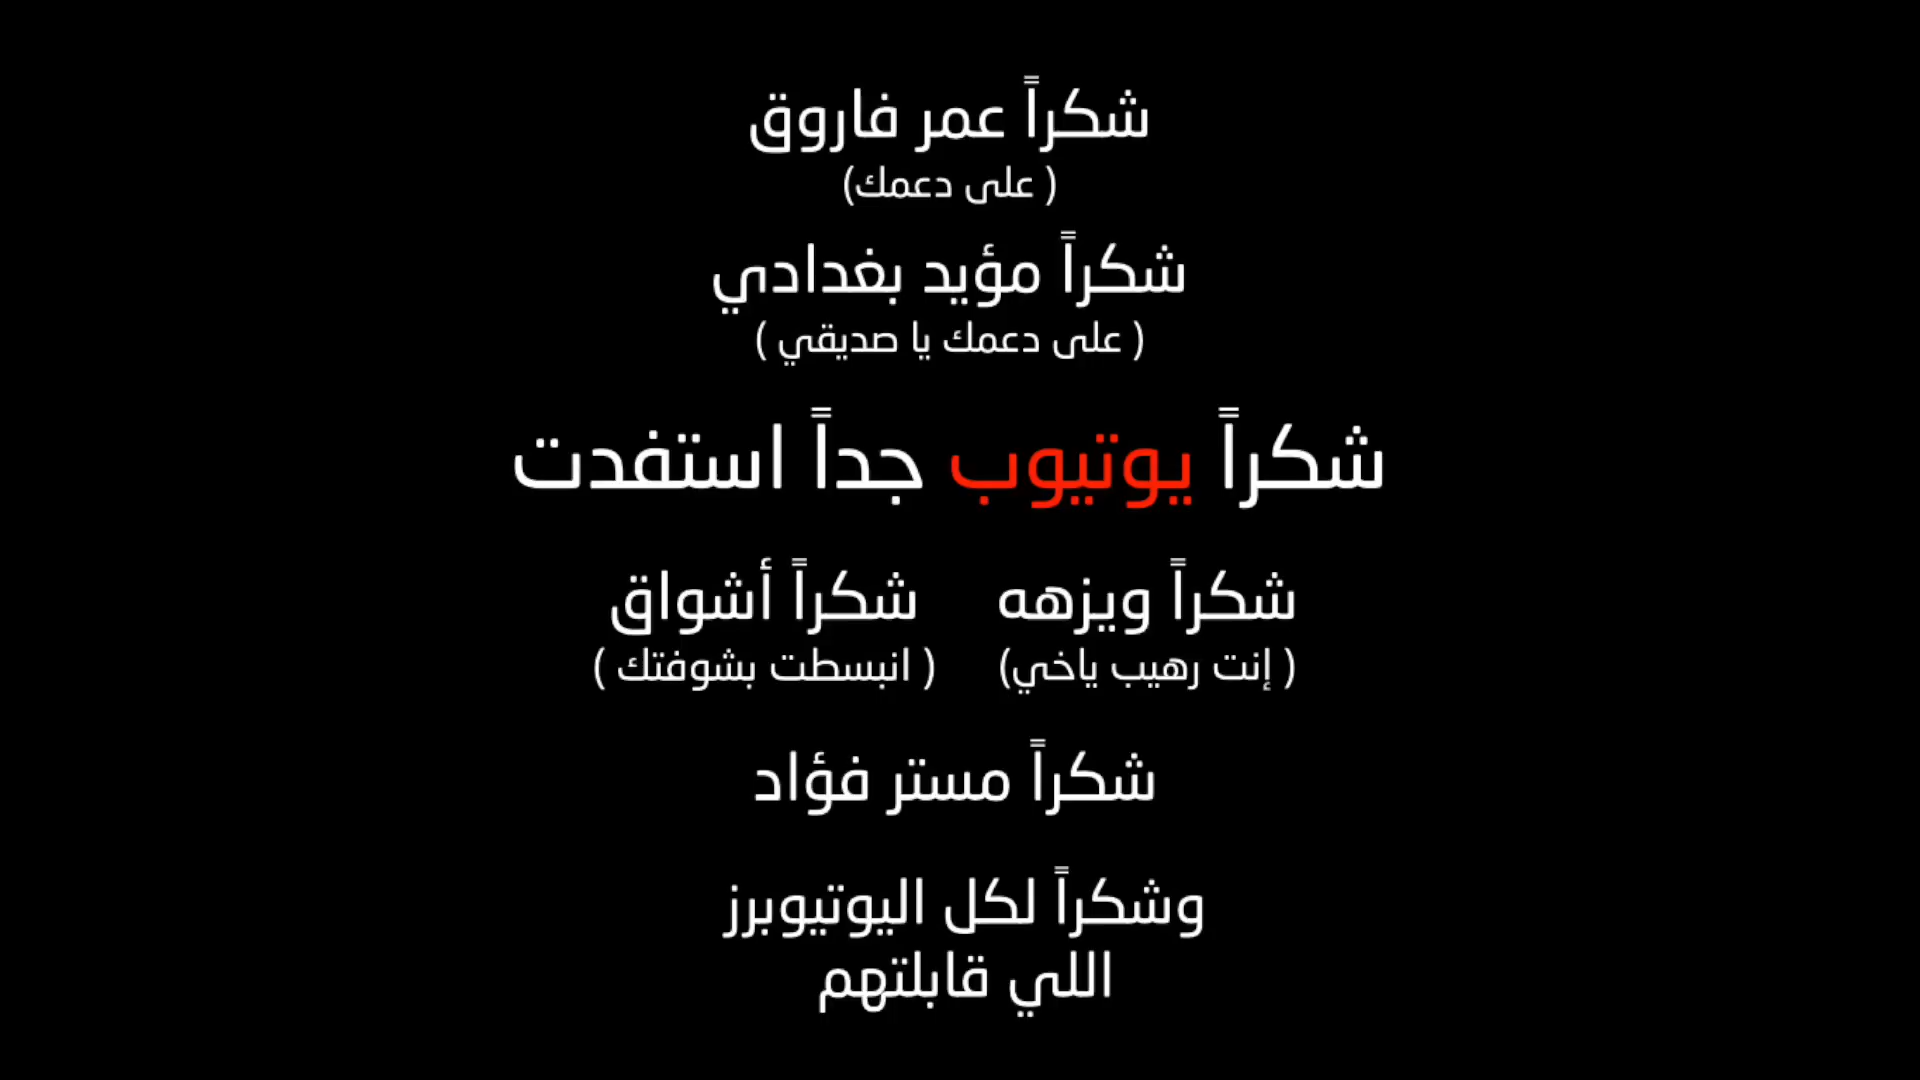 شكراً عمر فاروق
( على دعمك)
شكراً مؤيد بغدادي
( على دعمك يا صديقي )
شكراً يوتيوب جداً استفدت
شكراً ويزهه
( إنت رهيب ياخي)
شكراً أشواق
( انبسطت بشوفتك )
شكراً مستر فؤاد
وشكراً لكل اليوتيوبرز
اللي قابلتهم